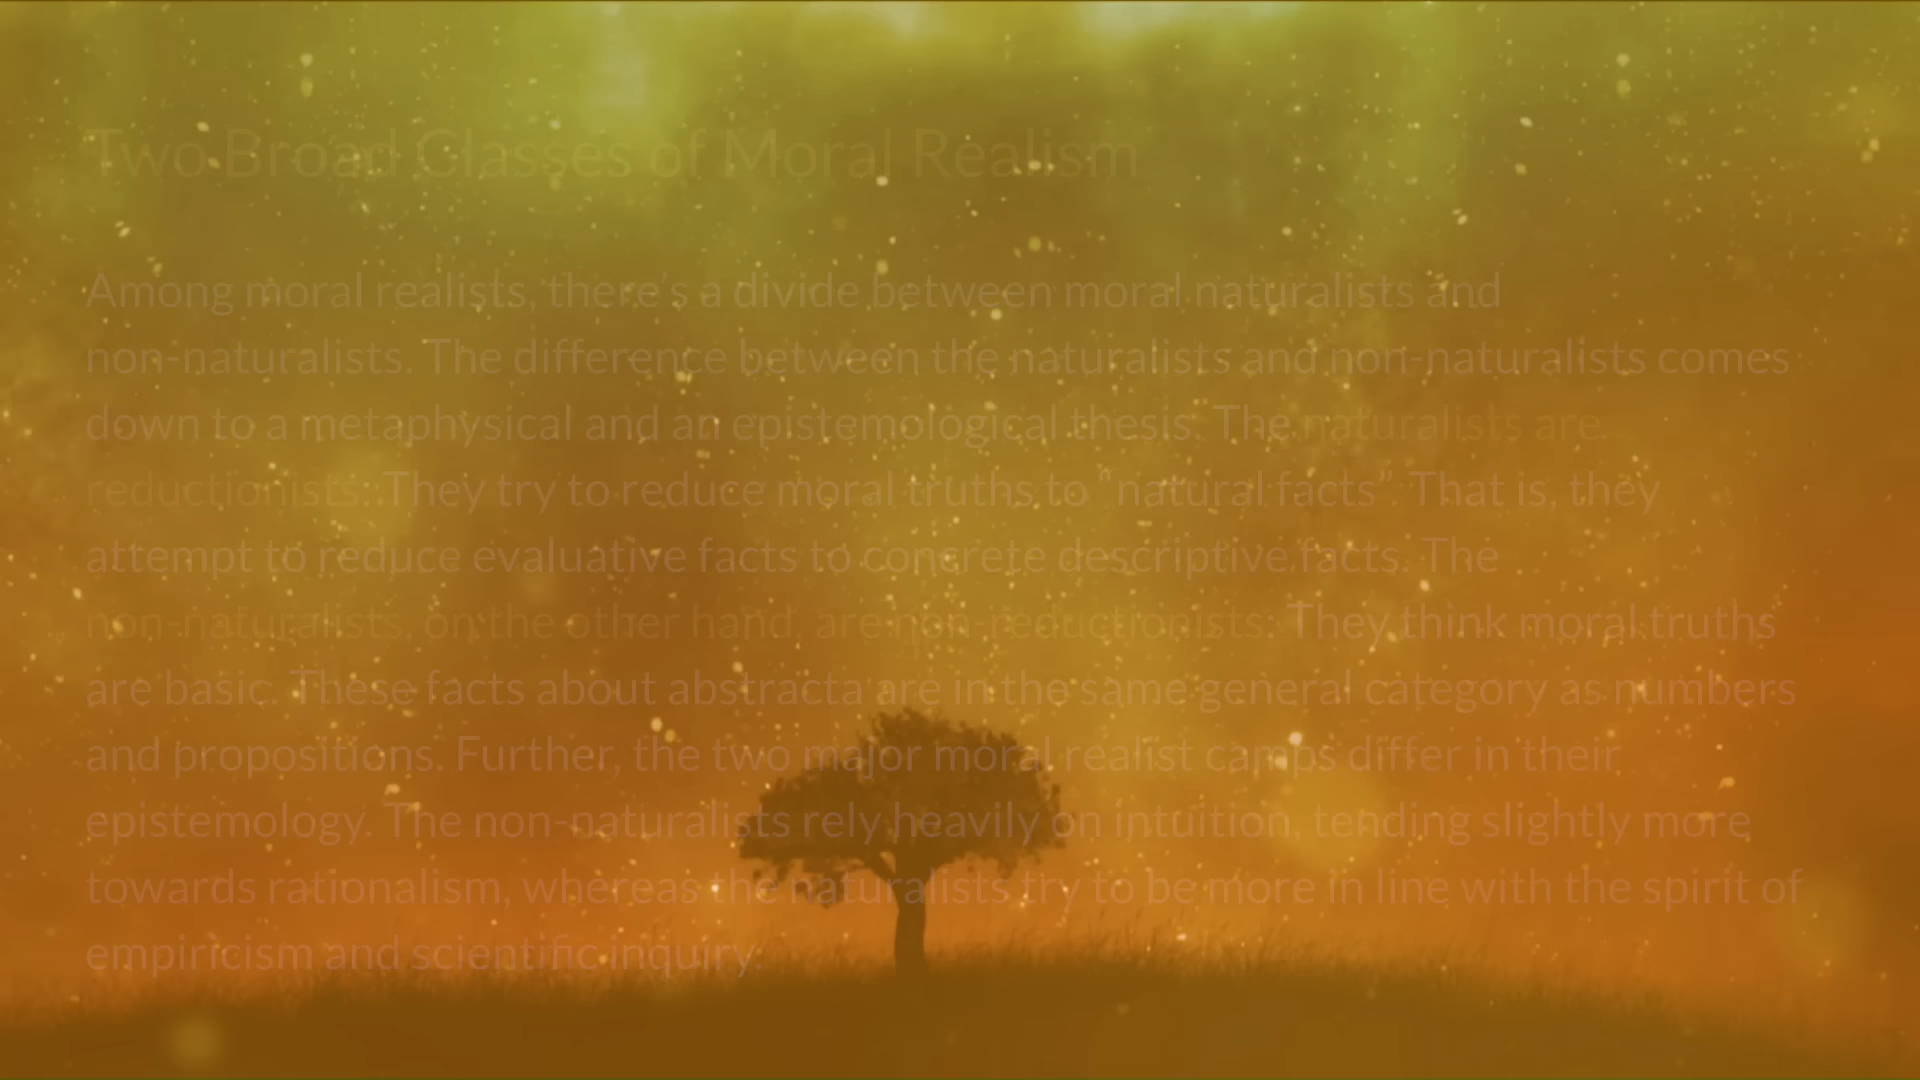 Two Broad Classes of Moral Realism
Among moral realists, there's a divide between moral naturalists and
non-naturalists. The difference between the naturalists and non-naturalists comes
down to a metaphysical and an epistemological thesis. The naturalists are
reductionists. They try to reduce moral truths to “natural facts”. That is, they
attempt to reduce evaluative facts to concrete descriptive facts. The
non-naturalists, on the other hand, are non-reductionists. They think moral truths
are basic. These facts about abstracta are in the same general category as numbers
and propositions. Further, the two major moral realist camps differ in their
epistemology. The non-naturalists rely heavily on intuition, tending slightly more
towards rationalism, whereas the naturalists try to be more in line with the spirit of
empiricism and scientific inquiry.